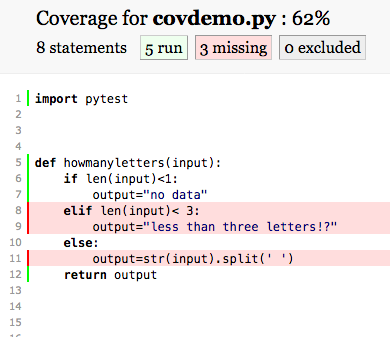 Coverage for covdemo.py : 62%
8 statements 5 run 3 missing 0 excluded
1 import pytest
2
3
4
5 def howmanyletters(input):
6     if len(input)<1:
7         output="no data"
8     elif len(input)< 3:
9         output="less than three letters!?"
10     else:
11         output=str(input).split(' ')
12     return output
13
14
15
16